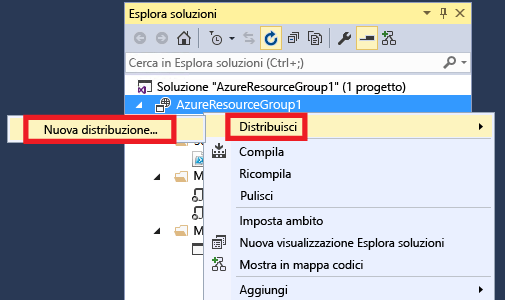 Esplora soluzioni
Cerca in Esplora soluzioni (Ctrl+;)
Soluzione "AzureResourceGroup1" (1 progetto)
AzureResourceGroup1
Nuova distribuzione...
Distribuisci
Compila
Ricompila
Pulisci
Imposta ambito
Nuova visualizzazione Esplora soluzioni
Mostra in mappa codici
Aggiungi